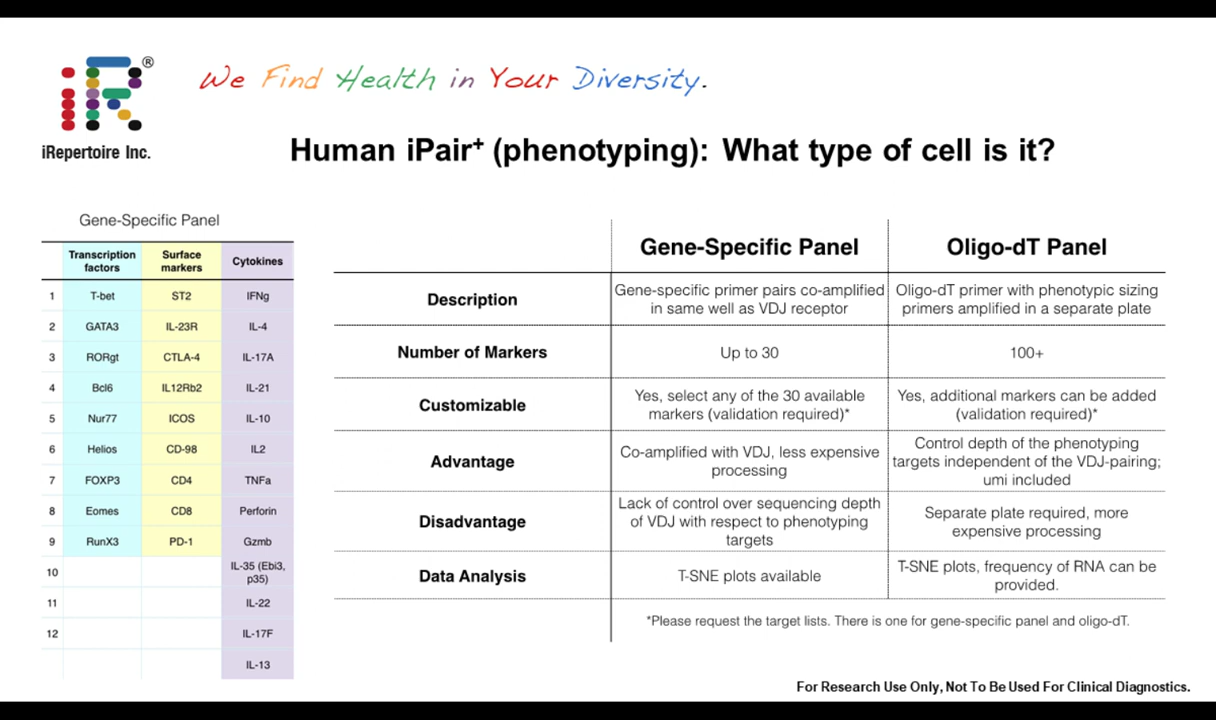 iR®
iRepertoire Inc.
We Find Health in Your Diversity.
Human iPair⁺ (phenotyping): What type of cell is it?
Gene-Specific Panel
Transcription factors Surface markers Cytokines
1 T-bet ST2 IFNg
2 GATA3 IL-23R IL-4
3 RORgt CTLA-4 IL-17A
4 Bcl6 IL12Rb2 IL-21
5 Nur77 ICOS IL-10
6 Helios CD-98 IL2
7 FOXP3 CD4 TNFa
8 Eomes CD8 Perforin
9 RunX3 PD-1 Gzmb
10 IL-35 (Ebi3, p35)
11 IL-22
12 IL-17F
IL-13
Gene-Specific Panel Oligo-dT Panel
Description
Gene-specific primer pairs co-amplified
in same well as VDJ receptor
Oligo-dT primer with phenotypic sizing
primers amplified in a separate plate
Number of Markers Up to 30 100+
Customizable
Yes, select any of the 30 available
markers (validation required)*
Yes, additional markers can be added
(validation required)*
Advantage
Co-amplified with VDJ, less expensive
processing
Control depth of the phenotyping
targets independent of the VDJ-pairing;
umi included
Disadvantage
Lack of control over sequencing depth
of VDJ with respect to phenotyping
targets
Separate plate required, more
expensive processing
Data Analysis
T-SNE plots available
T-SNE plots, frequency of RNA can be
provided.
*Please request the target lists. There is one for gene-specific panel and oligo-dT.
For Research Use Only, Not To Be Used For Clinical Diagnostics.